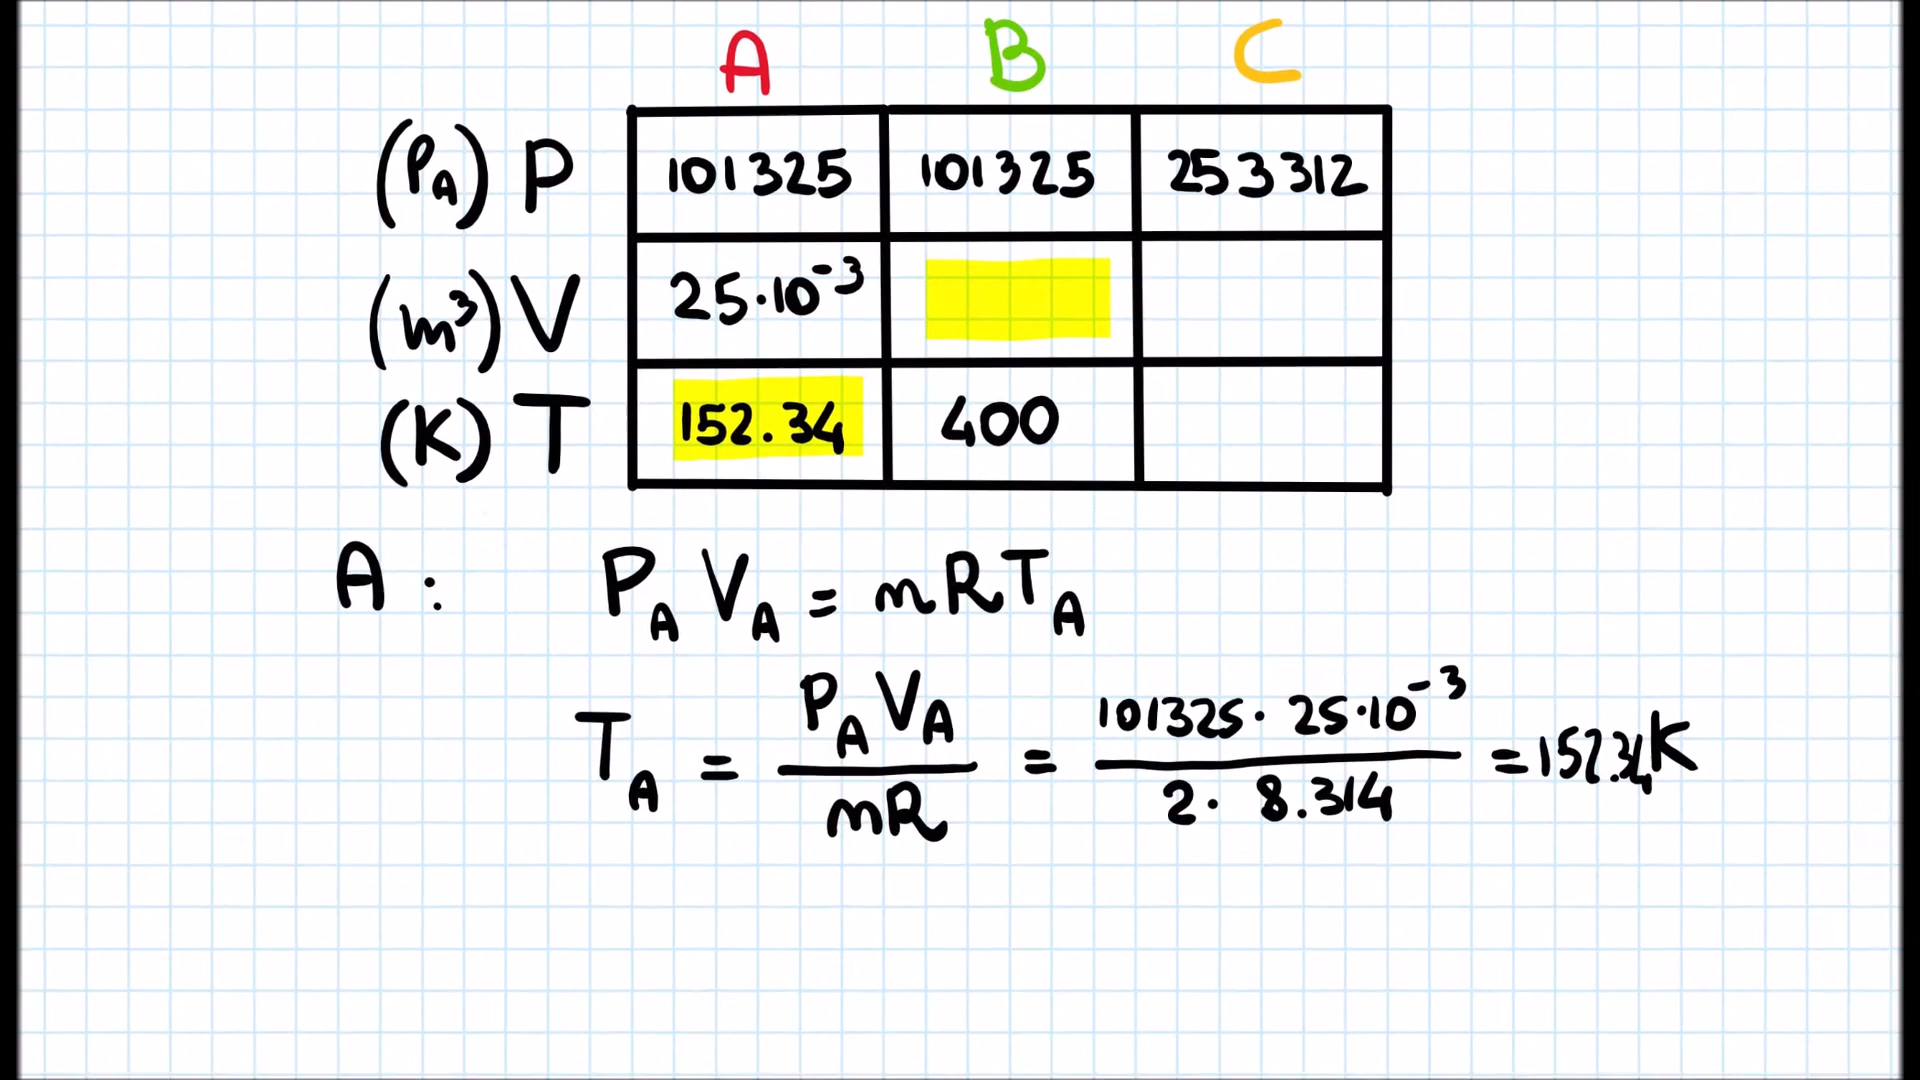 A B C
(PA) P 101325 101325 253312
(m³) V 25·10⁻³
(K) T 152.34 400
A : P_A V_A = nRT_A
T_A = P_A V_A / nR = 101325 · 25·10⁻³ / 2 · 8.314 = 152.34K